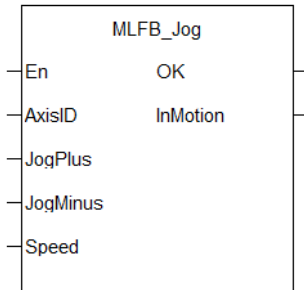 MLFB_Jog
En OK
AxisID InMotion
JogPlus
JogMinus
Speed